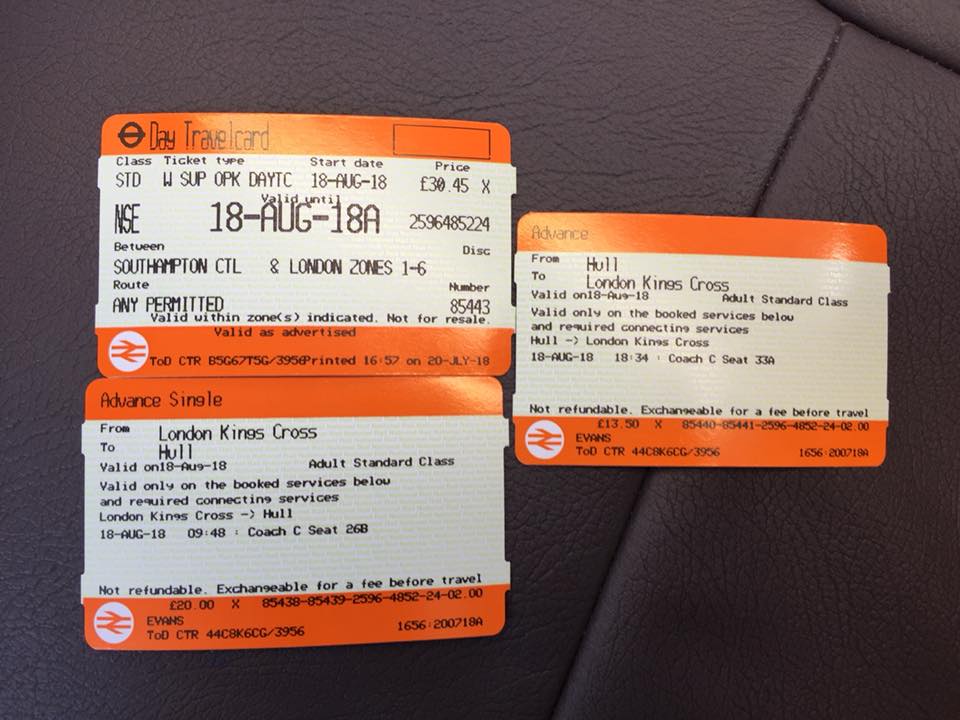 Day Travelcard
Class Ticket type Start date Price
STD W SUP OPK DAYTC 18-AUG-18 £30.45 X
Valid until
NSE 18-AUG-18A 2596485224
Between Disc
SOUTHAMPTON CTL & LONDON ZONES 1-6
Route Number
ANY PERMITTED 85443
Valid within zone(s) indicated. Not for resale.
Valid as advertised
ToD CTR B5G67T5G/3956Printed 16:57 on 20-JLY-18
Advance
From Hull
To London Kings Cross
Valid on18-Aug-18 Adult Standard Class
Valid only on the booked services below
and required connecting services
Hull -> London Kings Cross
18-AUG-18 18:34 : Coach C Seat 33A
Not refundable. Exchangeable for a fee before travel
£13.50 X 85440-85441-2596-4852-24-02.00
EVANS
ToD CTR 44C8K6CG/3956 1656:200718A
Advance Single
From London Kings Cross
To Hull
Valid on18-Aug-18 Adult Standard Class
Valid only on the booked services below
and required connecting services
London Kings Cross -> Hull
18-AUG-18 09:48 : Coach C Seat 26B
Not refundable. Exchangeable for a fee before travel
£20.00 X 85438-85439-2596-4852-24-02.00
EVANS
ToD CTR 44C8K6CG/3956 1656:200718A